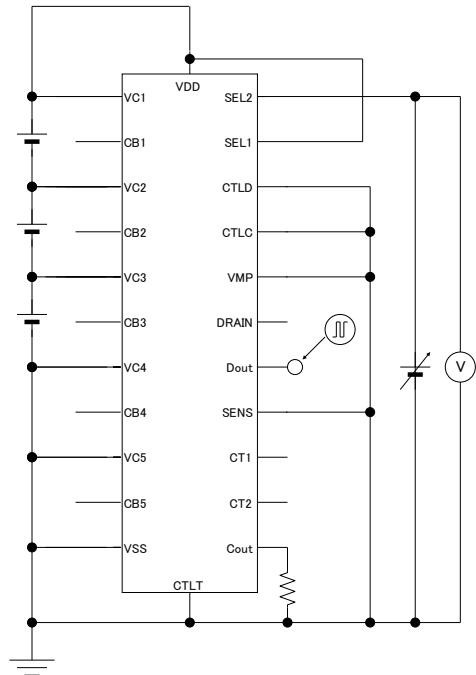 VDD
VC1 SEL2
CB1 SEL1
VC2 CTLD
CB2 CTLC
VC3 VMP
CB3 DRAIN
VC4 Dout
V
CB4 SENS
VC5 CT1
CB5 CT2
VSS Cout
CTLT